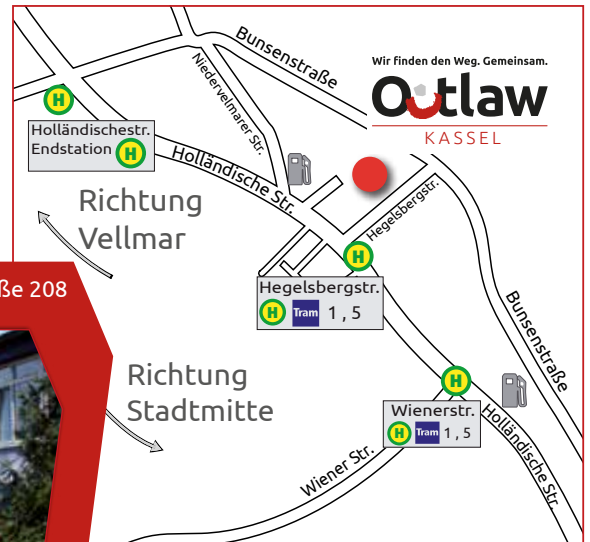 Bunsenstraße
Wir finden den Weg. Gemeinsam.
Outlaw
KASSEL
Niedervelmarer Str.
H
Holländischestr.
Endstation H
Holländische Str.
Richtung
Vellmar
Hegelsbergstr.
H
Hegelsbergstr.
H Tram 1 , 5
ße 208
Bunsenstraße
Richtung
Stadtmitte
H
Wienerstr.
H Tram 1 , 5
Holländische Str.
Wiener Str.